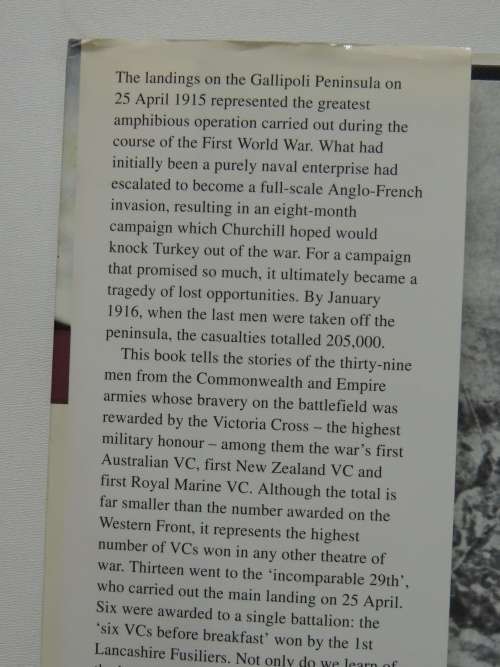 The landings on the Gallipoli Peninsula on
25 April 1915 represented the greatest
amphibious operation carried out during the
course of the First World War. What had
initially been a purely naval enterprise had
escalated to become a full-scale Anglo-French
invasion, resulting in an eight-month
campaign which Churchill hoped would
knock Turkey out of the war. For a campaign
that promised so much, it ultimately became a
tragedy of lost opportunities. By January
1916, when the last men were taken off the
peninsula, the casualties totalled 205,000.
This book tells the stories of the thirty-nine
men from the Commonwealth and Empire
armies whose bravery on the battlefield was
rewarded by the Victoria Cross – the highest
military honour – among them the war's first
Australian VC, first New Zealand VC and
first Royal Marine VC. Although the total is
far smaller than the number awarded on the
Western Front, it represents the highest
number of VCs won in any other theatre of
war. Thirteen went to the ‘incomparable 29th’,
who carried out the main landing on 25 April.
Six were awarded to a single battalion: the
‘six VCs before breakfast’ won by the 1st
Lancashire Fusiliers. Not only do we learn of